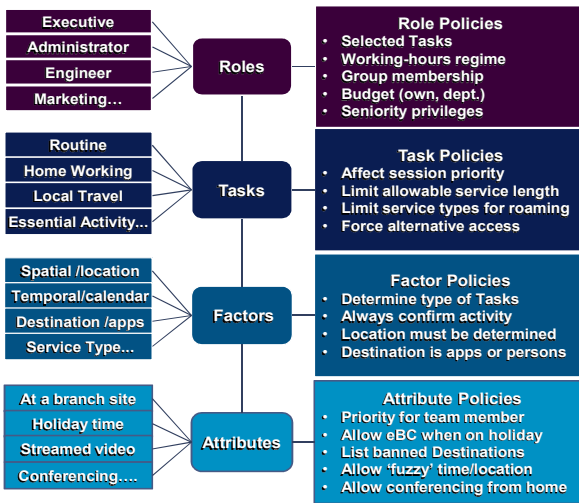 Executive
Administrator
Engineer
Marketing…
Roles
Role Policies
• Selected Tasks
• Working-hours regime
• Group membership
• Budget (own, dept.)
• Seniority privileges
Routine
Home Working
Local Travel
Essential Activity...
Tasks
Task Policies
• Affect session priority
• Limit allowable service length
• Limit service types for roaming
• Force alternative access
Spatial /location
Temporal/calendar
Destination /apps
Service Type...
Factors
Factor Policies
• Determine type of Tasks
• Always confirm activity
• Location must be determined
• Destination is apps or persons
At a branch site
Holiday time
Streamed video
Conferencing….
Attributes
Attribute Policies
• Priority for team member
• Allow eBC when on holiday
• List banned Destinations
• Allow ‘fuzzy’ time/location
• Allow conferencing from home